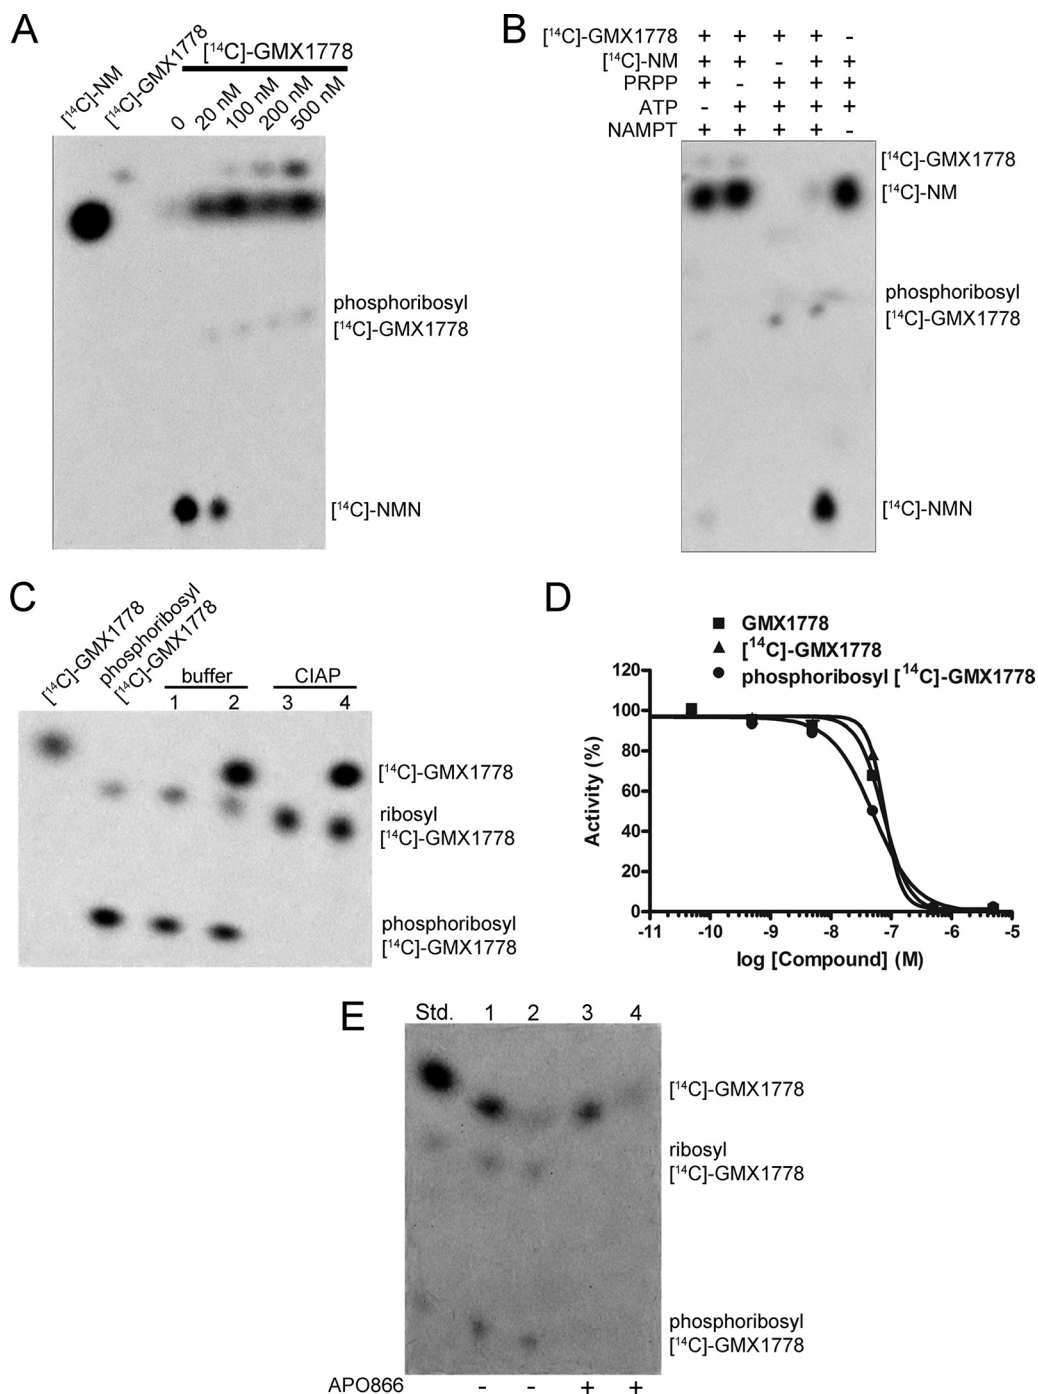 A
[14C]-NM
[14C]-GMX1778
[14C]-GMX1778
0
20 nM
100 nM
200 nM
500 nM
phosphoribosyl
[14C]-GMX1778
[14C]-NMN
B
[14C]-GMX1778 + + + + -
[14C]-NM + + - + +
PRPP + - + + +
ATP - + + + +
NAMPT + + + + -
[14C]-GMX1778
[14C]-NM
phosphoribosyl
[14C]-GMX1778
[14C]-NMN
C
[14C]-GMX1778
phosphoribosyl
[14C]-GMX1778
buffer CIAP
1 2 3 4
[14C]-GMX1778
ribosyl
[14C]-GMX1778
phosphoribosyl
[14C]-GMX1778
D
GMX1778
[14C]-GMX1778
phosphoribosyl [14C]-GMX1778
120
100
80
60
40
20
0
Activity (%)
-11 -10 -9 -8 -7 -6 -5
log [Compound] (M)
E
Std. 1 2 3 4
[14C]-GMX1778
ribosyl
[14C]-GMX1778
phosphoribosyl
[14C]-GMX1778
APO866 - - + +